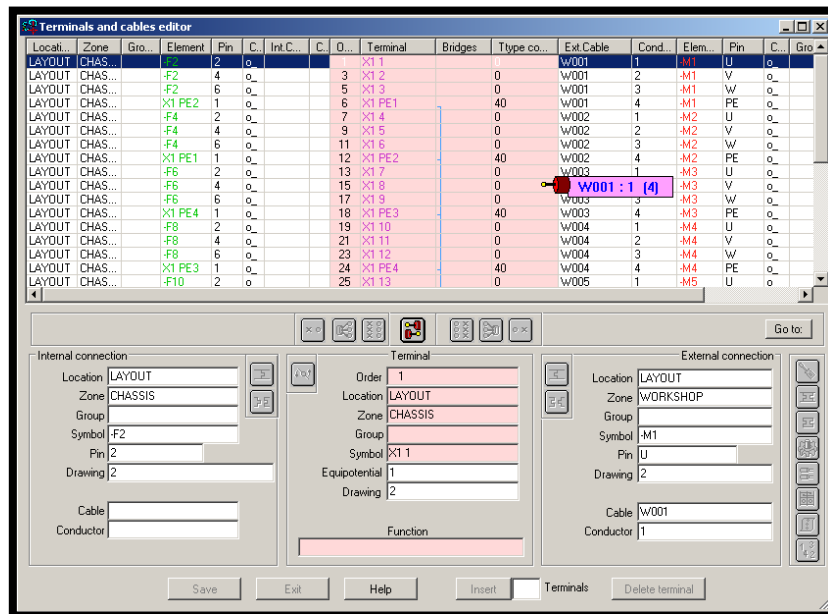 Terminals and cables editor
Locati... Zone Gro... Element Pin C... Int.C... C.. O... Terminal Bridges Ttype co... Ext.Cable Cond... Elem... Pin C... Gro
LAYOUT CHAS... -F2 2 o_ 1 X1 1 0 W001 1 -M1 U o_
LAYOUT CHAS... -F2 4 o_ 3 X1 2 0 W001 2 -M1 V o_
LAYOUT CHAS... -F2 6 o_ 5 X1 3 0 W001 3 -M1 W o_
LAYOUT CHAS... X1 PE2 1 o_ 6 X1 PE1 40 W001 4 -M1 PE o_
LAYOUT CHAS... -F4 2 o_ 7 X1 4 0 W002 1 -M2 U o_
LAYOUT CHAS... -F4 4 o_ 9 X1 5 0 W002 2 -M2 V o_
LAYOUT CHAS... -F4 6 o_ 11 X1 6 0 W002 3 -M2 W o_
LAYOUT CHAS... X1 PE1 1 o_ 12 X1 PE2 40 W002 4 -M2 PE o_
LAYOUT CHAS... -F6 2 o_ 13 X1 7 0 W003 1 -M3 U o_
LAYOUT CHAS... -F6 4 o_ 15 X1 8 0 W001 : 1 (4) -M3 V o_
LAYOUT CHAS... -F6 6 o_ 17 X1 9 0 W003 3 -M3 W o_
LAYOUT CHAS... X1 PE4 1 o_ 18 X1 PE3 40 W003 4 -M3 PE o_
LAYOUT CHAS... -F8 2 o_ 19 X1 10 0 W004 1 -M4 U o_
LAYOUT CHAS... -F8 4 o_ 21 X1 11 0 W004 2 -M4 V o_
LAYOUT CHAS... -F8 6 o_ 23 X1 12 0 W004 3 -M4 W o_
LAYOUT CHAS... X1 PE3 1 o_ 24 X1 PE4 40 W004 4 -M4 PE o_
LAYOUT CHAS... -F10 2 o 25 X1 13 0 W005 1 -M5 U o
Go to:
Internal connection
Location LAYOUT
Zone CHASSIS
Group
Symbol -F2
Pin 2
Drawing 2
Cable
Conductor
Terminal
Order 1
Location LAYOUT
Zone CHASSIS
Group
Symbol X1 1
Equipotential 1
Drawing 2
Function
External connection
Location LAYOUT
Zone WORKSHOP
Group
Symbol -M1
Pin U
Drawing 2
Cable W001
Conductor 1
Save Exit Help Insert Terminals Delete terminal